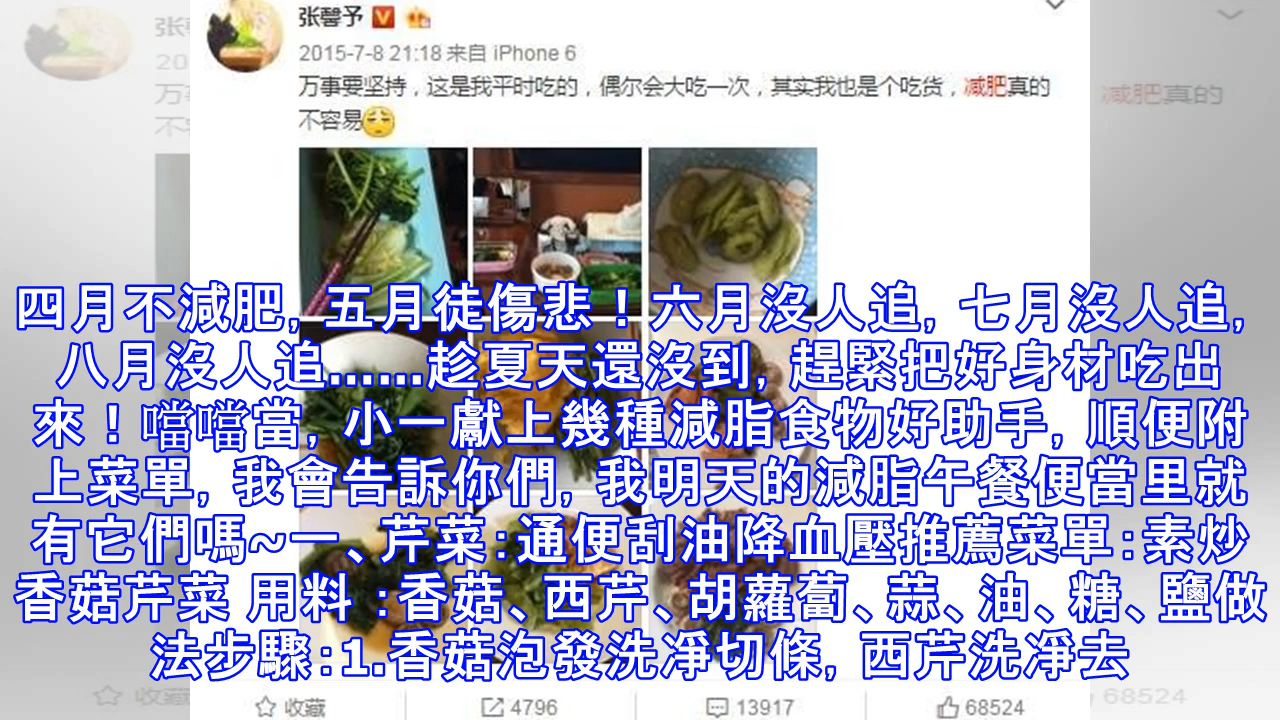 张馨予
2015-7-8 21:18 来自 iPhone 6
万事要坚持，这是我平时吃的，偶尔会大吃一次，其实我也是个吃货，减肥真的
不容易
减肥真的
四月不減肥, 五月徒傷悲！六月沒人追, 七月沒人追,
八月沒人追......趁夏天還沒到, 趕緊把好身材吃出
來！噹噹當, 小一獻上幾種減脂食物好助手, 順便附
上菜單, 我會告訴你們, 我明天的減脂午餐便當里就
有它們嗎~一、芹菜:通便刮油降血壓推薦菜單:素炒
香菇芹菜 用料 :香菇、西芹、胡蘿蔔、蒜、油、糖、鹽做
法步驟:1.香菇泡發洗凈切條, 西芹洗凈去
收藏 4796 13917 68524
68524